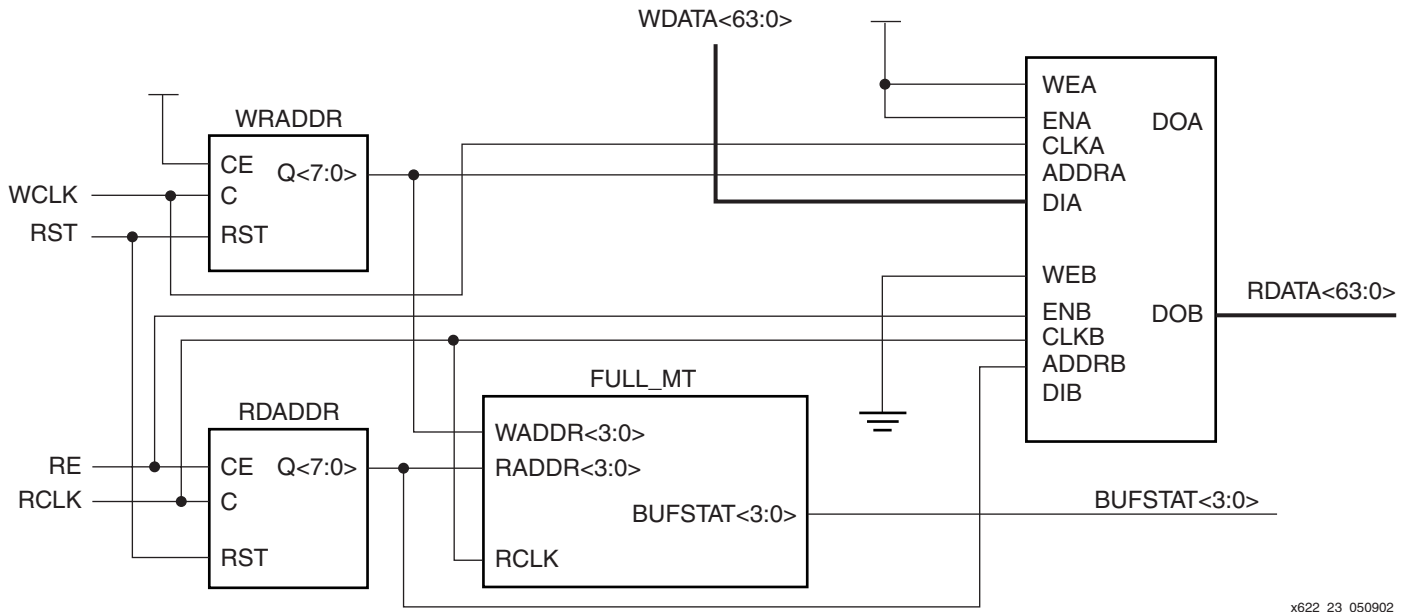 WDATA<63:0>
WRADDR
CE
Q<7:0>
C
RST
WCLK
RST
WEA
ENA
DOA
CLKA
ADDRA
DIA
WEB
ENB
DOB
CLKB
ADDRB
DIB
RDATA<63:0>
RDADDR
RE
RCLK
CE
Q<7:0>
C
RST
FULL_MT
WADDR<3:0>
RADDR<3:0>
BUFSTAT<3:0>
RCLK
BUFSTAT<3:0>
x622_23_050902